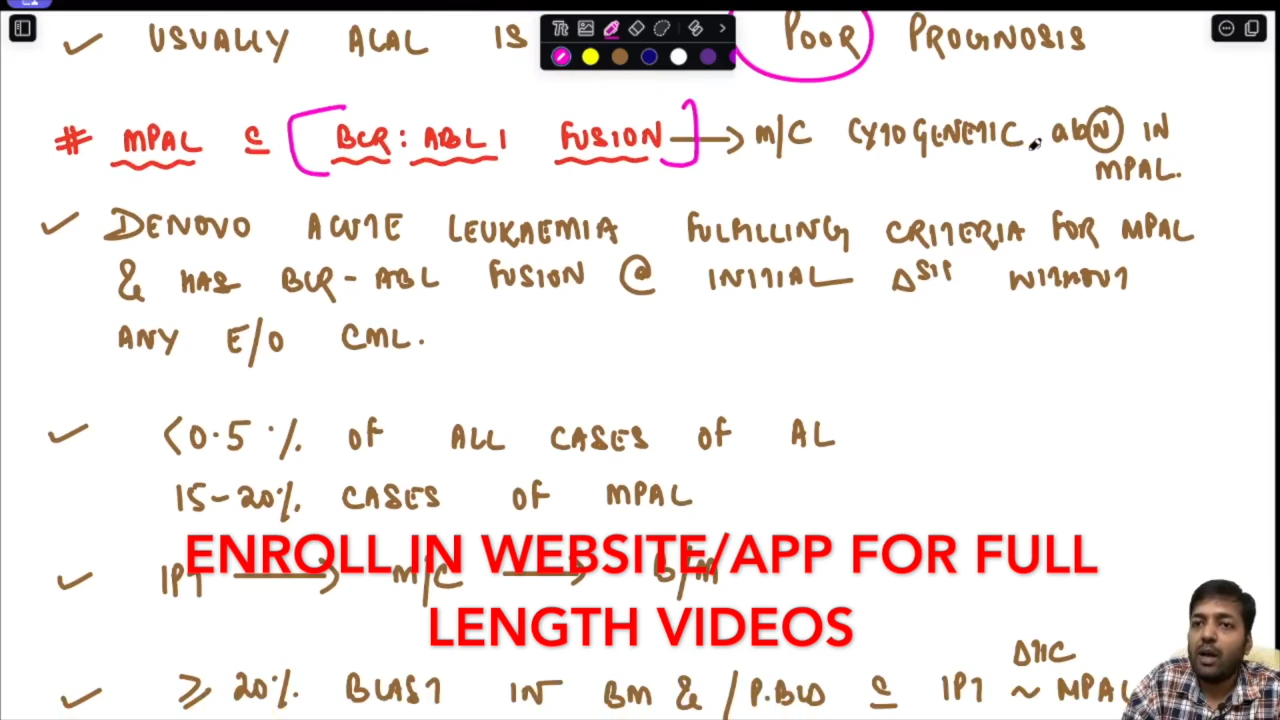 ✓ USUALLY ALAL IS POOR PROGNOSIS
# MPAL c̄ [BCR : ABL1 FUSION] → M/C CYTOGENETIC abN IN
MPAL.
✓ DENOVO ACUTE LEUKAEMIA FULFILLING CRITERIA FOR MPAL
& HAS BCR - ABL FUSION @ INITIAL Δsis WITHOUT
ANY E/O CML.
✓ <0.5% OF ALL CASES OF AL
15-20% CASES OF MPAL
✓ IPT → M/C → B/M
ENROLL IN WEBSITE/APP FOR FULL
LENGTH VIDEOS
✓ ≥ 20% BLAST IN BM & / P.BLD c̄ IPT ~ MPAL